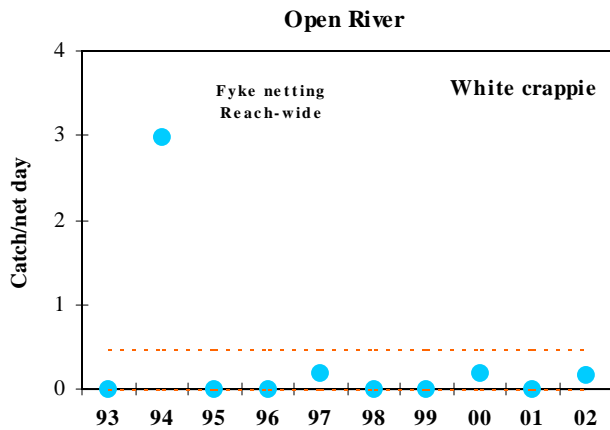 Open River
4
Fyke netting
Reach-wide
White crappie
3
2
1
0
Catch/net day
93 94 95 96 97 98 99 00 01 02